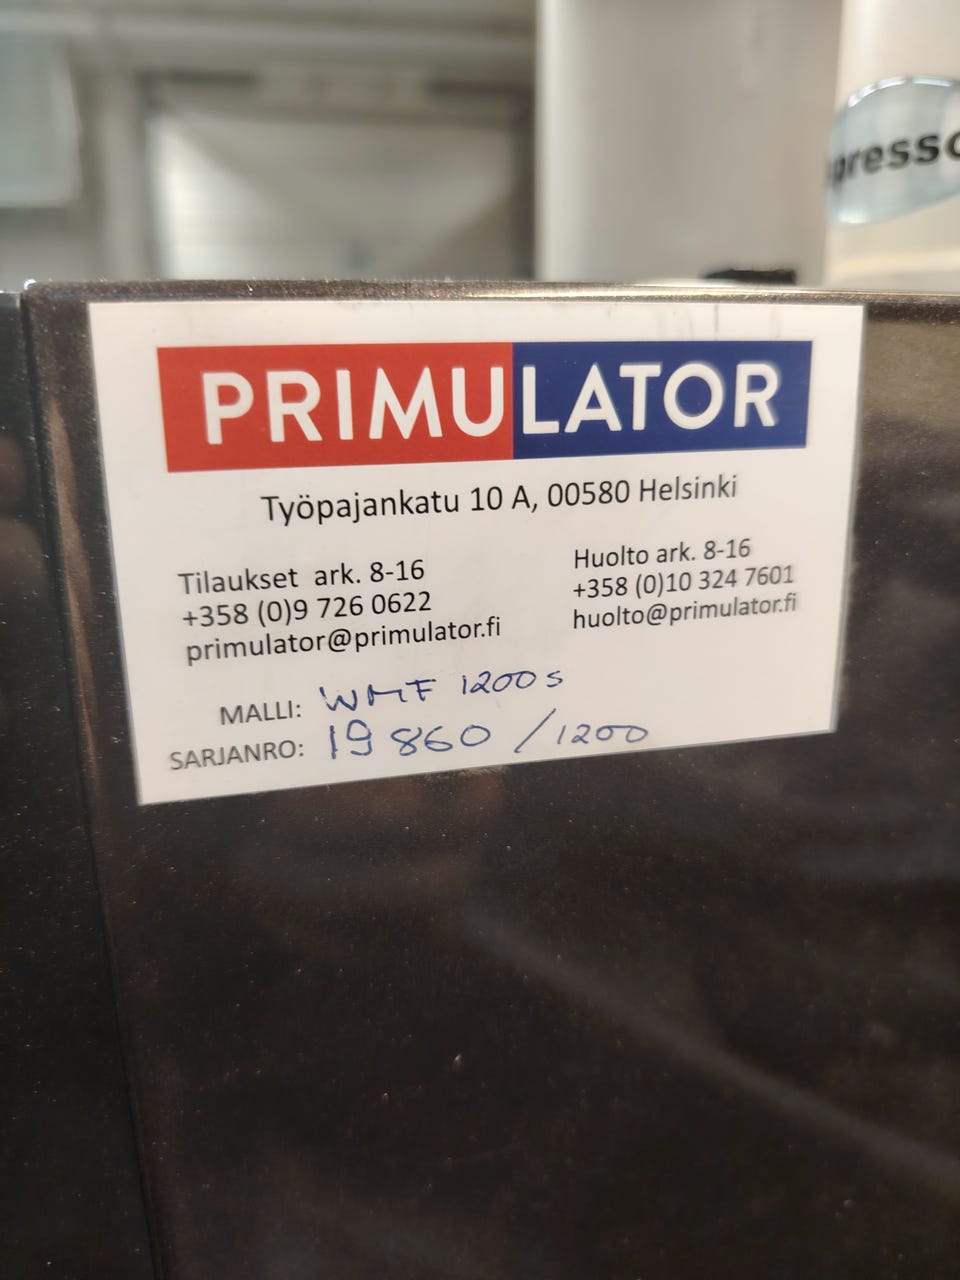 presso
PRIMULATOR
Työpajankatu 10 A, 00580 Helsinki
Tilaukset ark. 8-16
+358 (0)9 726 0622
primulator@primulator.fi
Huolto ark. 8-16
+358 (0)10 324 7601
huolto@primulator.fi
MALLI: WMF 1200s
SARJANRO: 19860 /1200